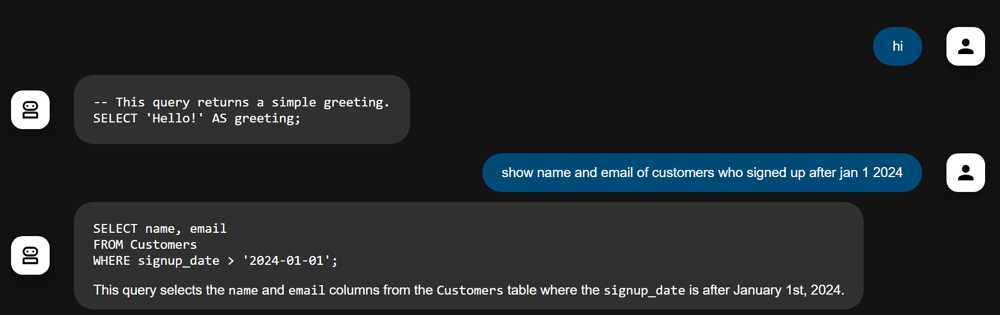 hi
-- This query returns a simple greeting.
SELECT 'Hello!' AS greeting;
show name and email of customers who signed up after jan 1 2024
SELECT name, email
FROM Customers
WHERE signup_date > '2024-01-01';
This query selects the name and email columns from the Customers table where the signup_date is after January 1st, 2024.